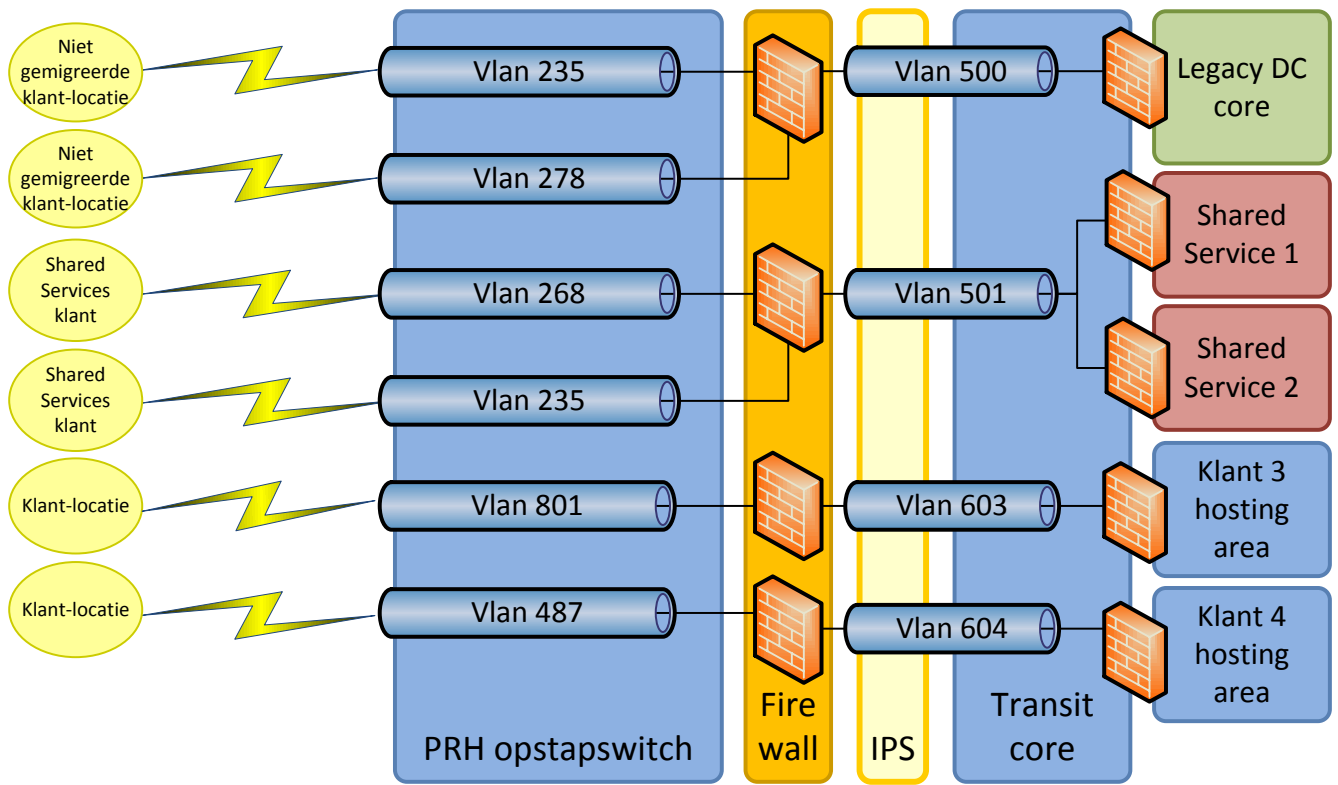 Niet
gemigreerde
klant-locatie
Vlan 235
Vlan 500
Legacy DC
core
Niet
gemigreerde
klant-locatie
Vlan 278
Shared
Service 1
Shared
Services
klant
Vlan 268
Vlan 501
Shared
Service 2
Shared
Services
klant
Vlan 235
Klant-locatie
Vlan 801
Vlan 603
Klant 3
hosting
area
Klant-locatie
Vlan 487
Vlan 604
Klant 4
hosting
area
PRH opstapswitch
Fire
wall
IPS
Transit
core